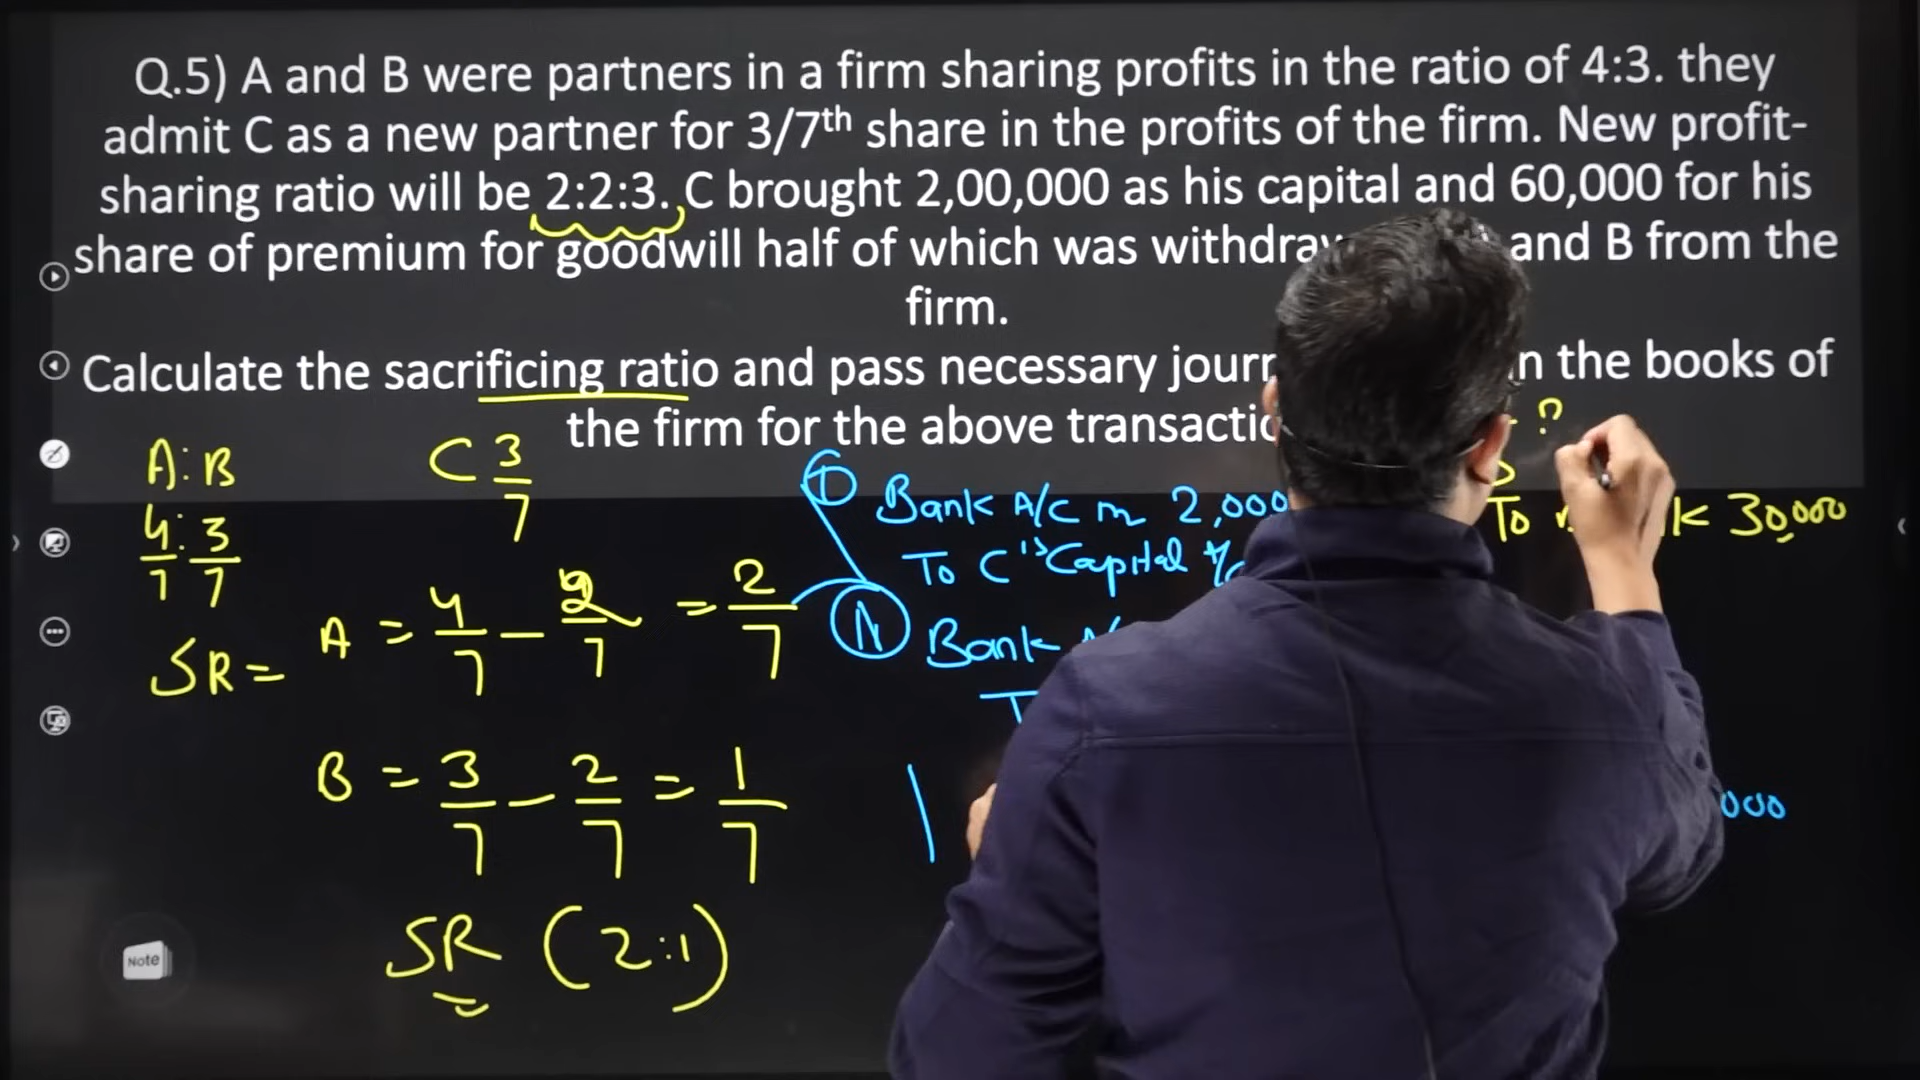 Q.5) A and B were partners in a firm sharing profits in the ratio of 4:3. they
admit C as a new partner for 3/7th share in the profits of the firm. New profit-
sharing ratio will be 2:2:3. C brought 2,00,000 as his capital and 60,000 for his
share of premium for goodwill half of which was and B from the
firm.
Calculate the sacrificing ratio and pass necessary n the books of
the firm for the above
A : B
4/7 : 3/7
C 3/7
SR =
A = 4/7 - 2/7 = 2/7
B = 3/7 - 2/7 = 1/7
SR (2:1)
Bank A/C 2,000
To C's Capital
Bank
?
To 30,000
000
Note